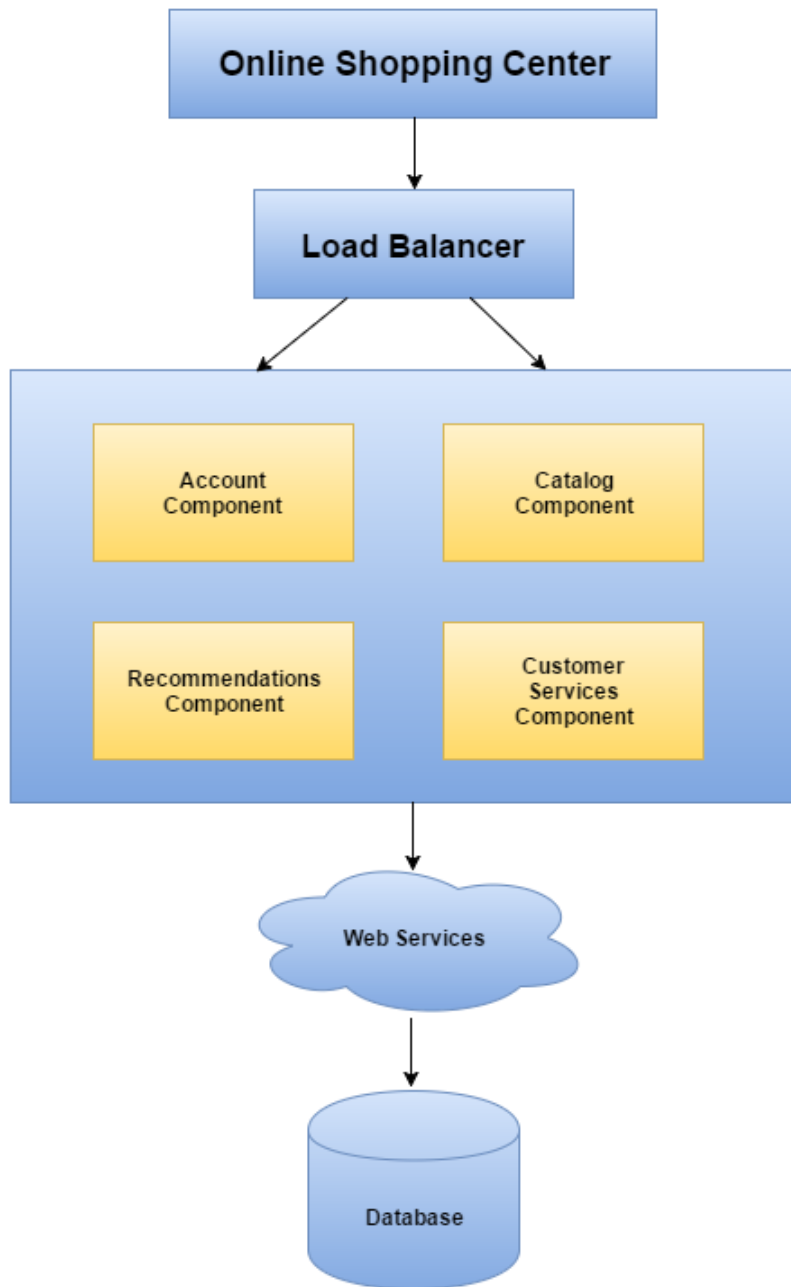 Online Shopping Center
Load Balancer
Account
Component
Catalog
Component
Recommendations
Component
Customer
Services
Component
Web Services
Database